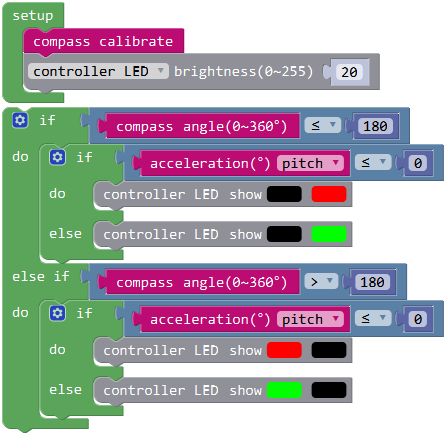 setup
compass calibrate
controller LED ▾ brightness(0~255) 20
if compass angle(0~360°) ≤ ▾ 180
do if acceleration(°) pitch ▾ ≤ ▾ 0
do controller LED show
else controller LED show
else if compass angle(0~360°) > ▾ 180
do if acceleration(°) pitch ▾ ≤ ▾ 0
do controller LED show
else controller LED show